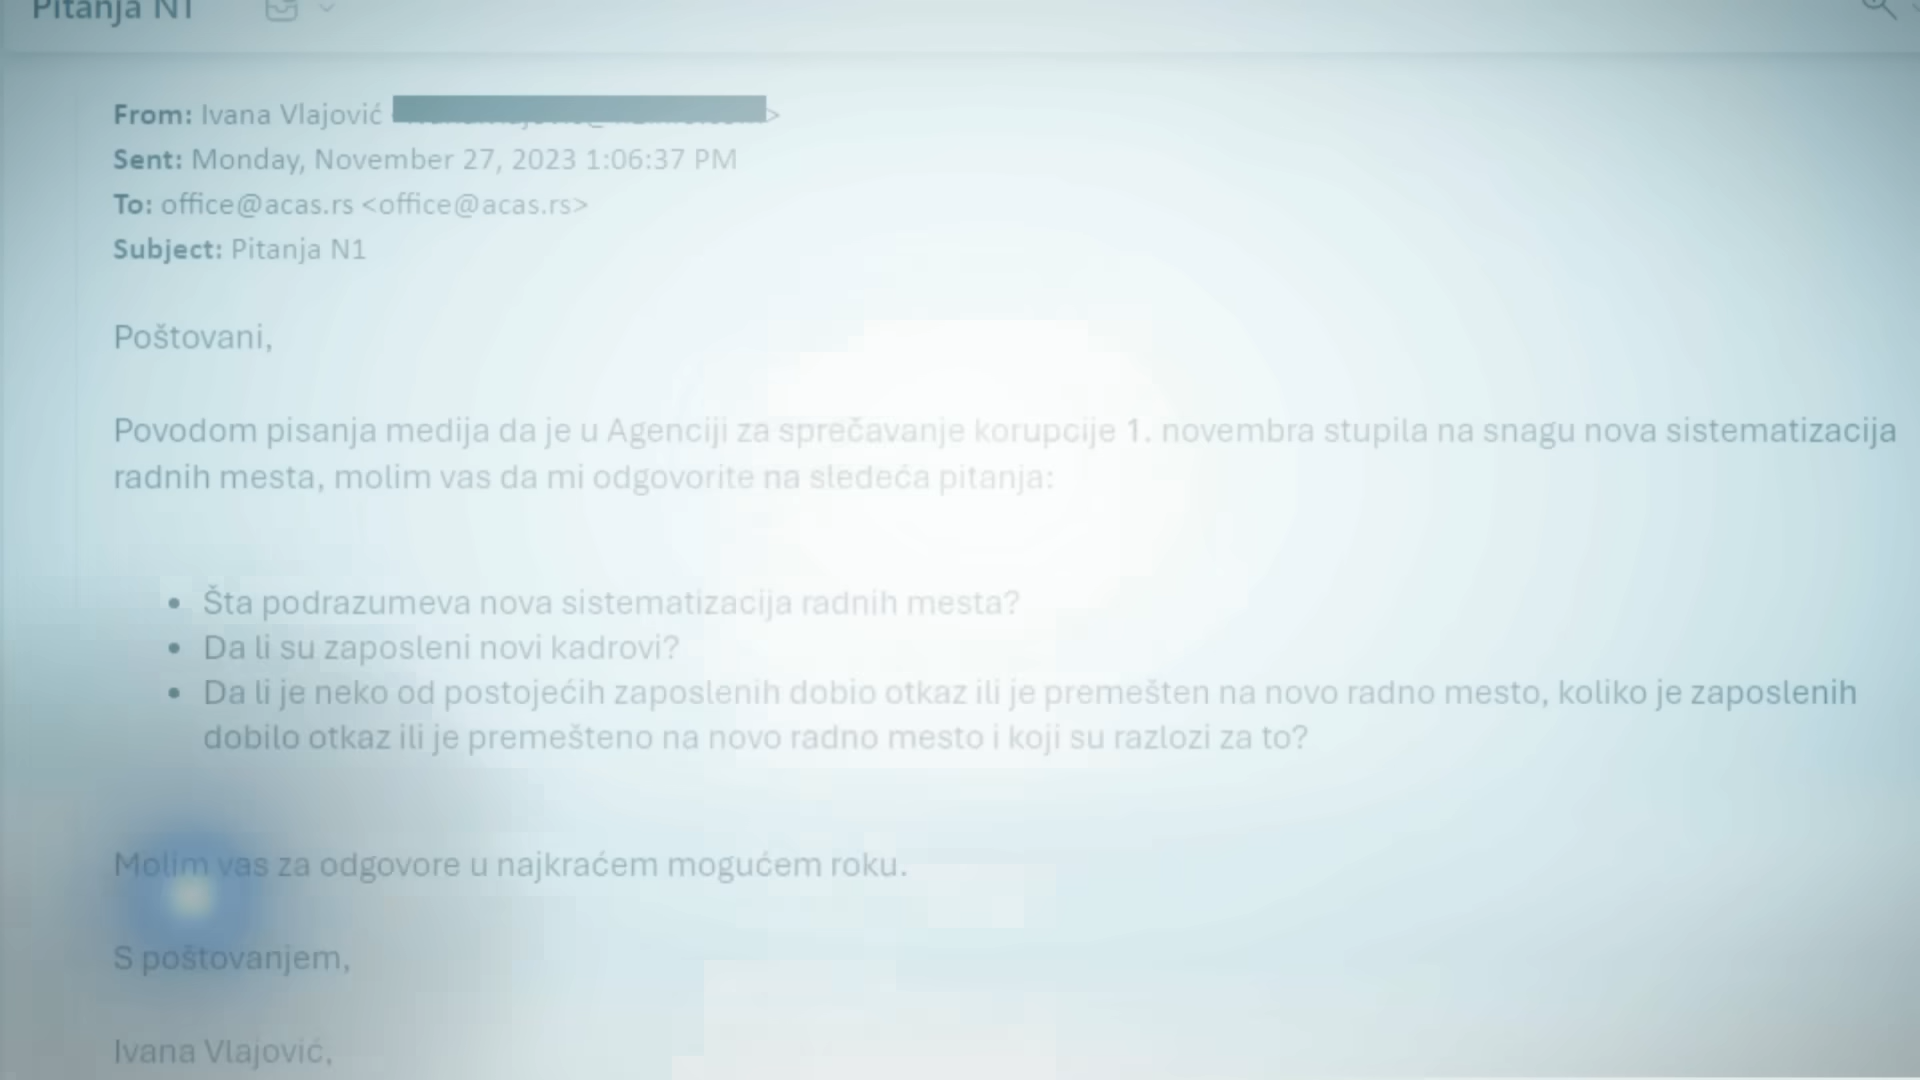 Pitanja N1
From: Ivana Vlajović >
Sent: Monday, November 27, 2023 1:06:37 PM
To: office@acas.rs <office@acas.rs>
Subject: Pitanja N1
Poštovani,
Povodom pisanja medija da je u Agenciji za sprečavanje korupcije 1. novembra stupila na snagu nova sistematizacija
radnih mesta, molim vas da mi odgovorite na sledeća pitanja:
• Šta podrazumeva nova sistematizacija radnih mesta?
• Da li su zaposleni novi kadrovi?
• Da li je neko od postojećih zaposlenih dobio otkaz ili je premešten na novo radno mesto, koliko je zaposlenih
dobilo otkaz ili je premešteno na novo radno mesto i koji su razlozi za to?
Molim vas za odgovore u najkraćem mogućem roku.
S poštovanjem,
Ivana Vlajović,